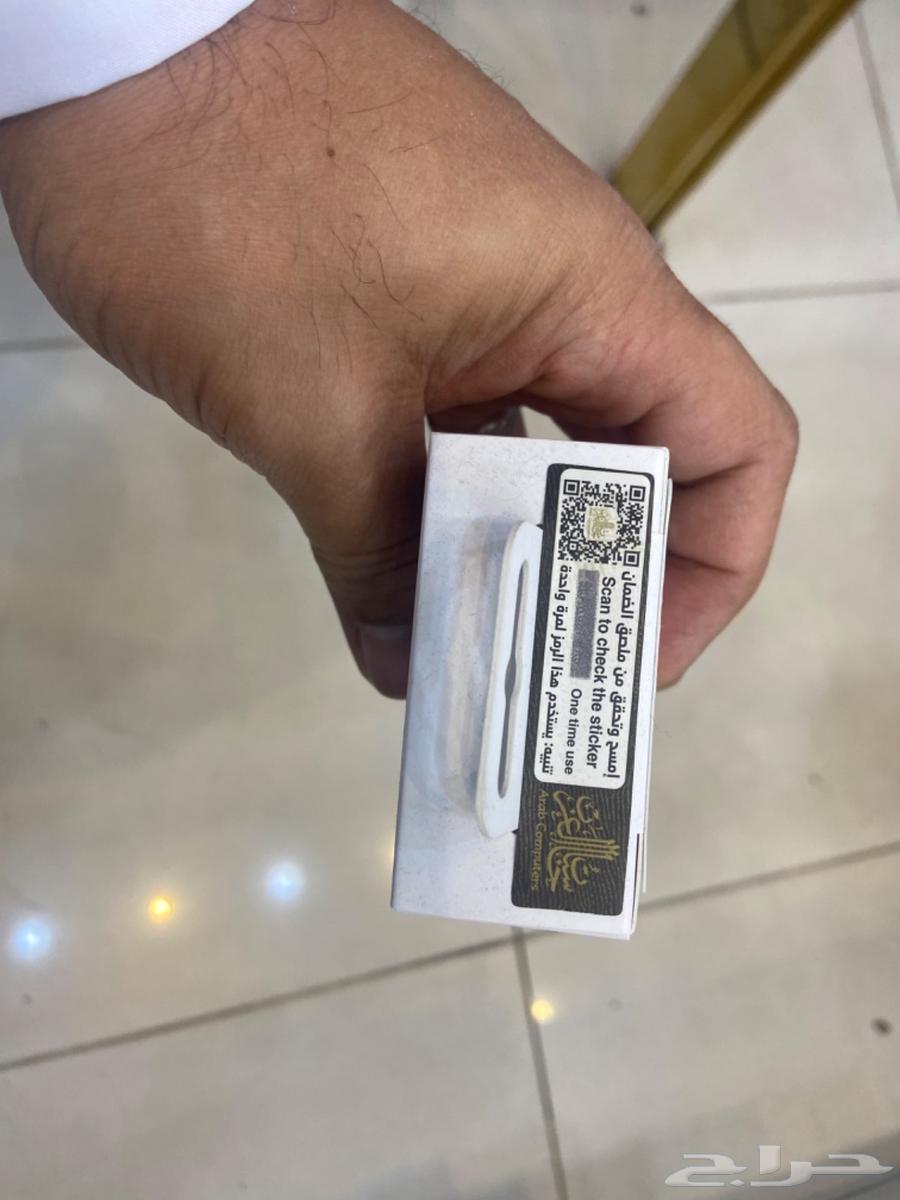 إمسح وتحقق من ملصق الضمان
Scan to check the sticker
One time use
تنبيه: يستخدم هذا الرمز لمرة واحدة
Arab Computers
حراج